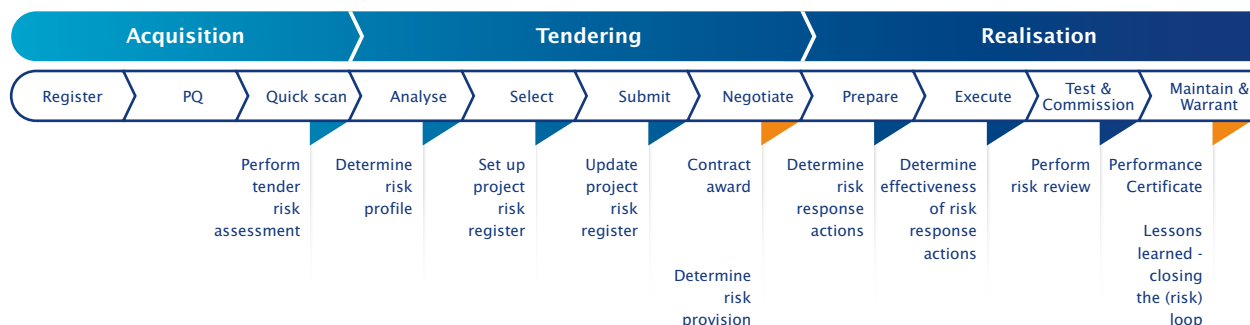 Acquisition
Tendering
Realisation
Register
PQ
Quick scan
Analyse
Select
Submit
Negotiate
Prepare
Execute
Test &
Commission
Maintain &
Warrant
Perform
tender
risk
assessment
Determine
risk
profile
Set up
project
risk
register
Update
project
risk
register
Contract
award
Determine
risk
provision
Determine
risk
response
actions
Determine
effectiveness
of risk
response
actions
Perform
risk review
Performance
Certificate
Lessons
learned -
closing
the (risk)
loop